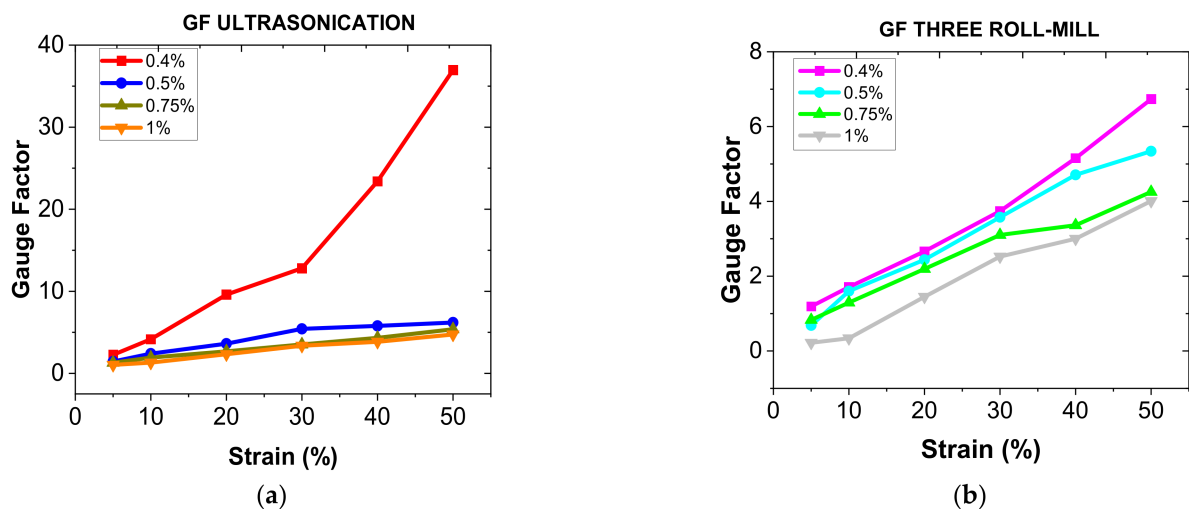 GF ULTRASONICATION
40
30
20
10
0
Gauge Factor
0.4%
0.5%
0.75%
1%
0 10 20 30 40 50
Strain (%)
(a)
GF THREE ROLL-MILL
8
6
4
2
0
Gauge Factor
0.4%
0.5%
0.75%
1%
0 10 20 30 40 50
Strain (%)
(b)